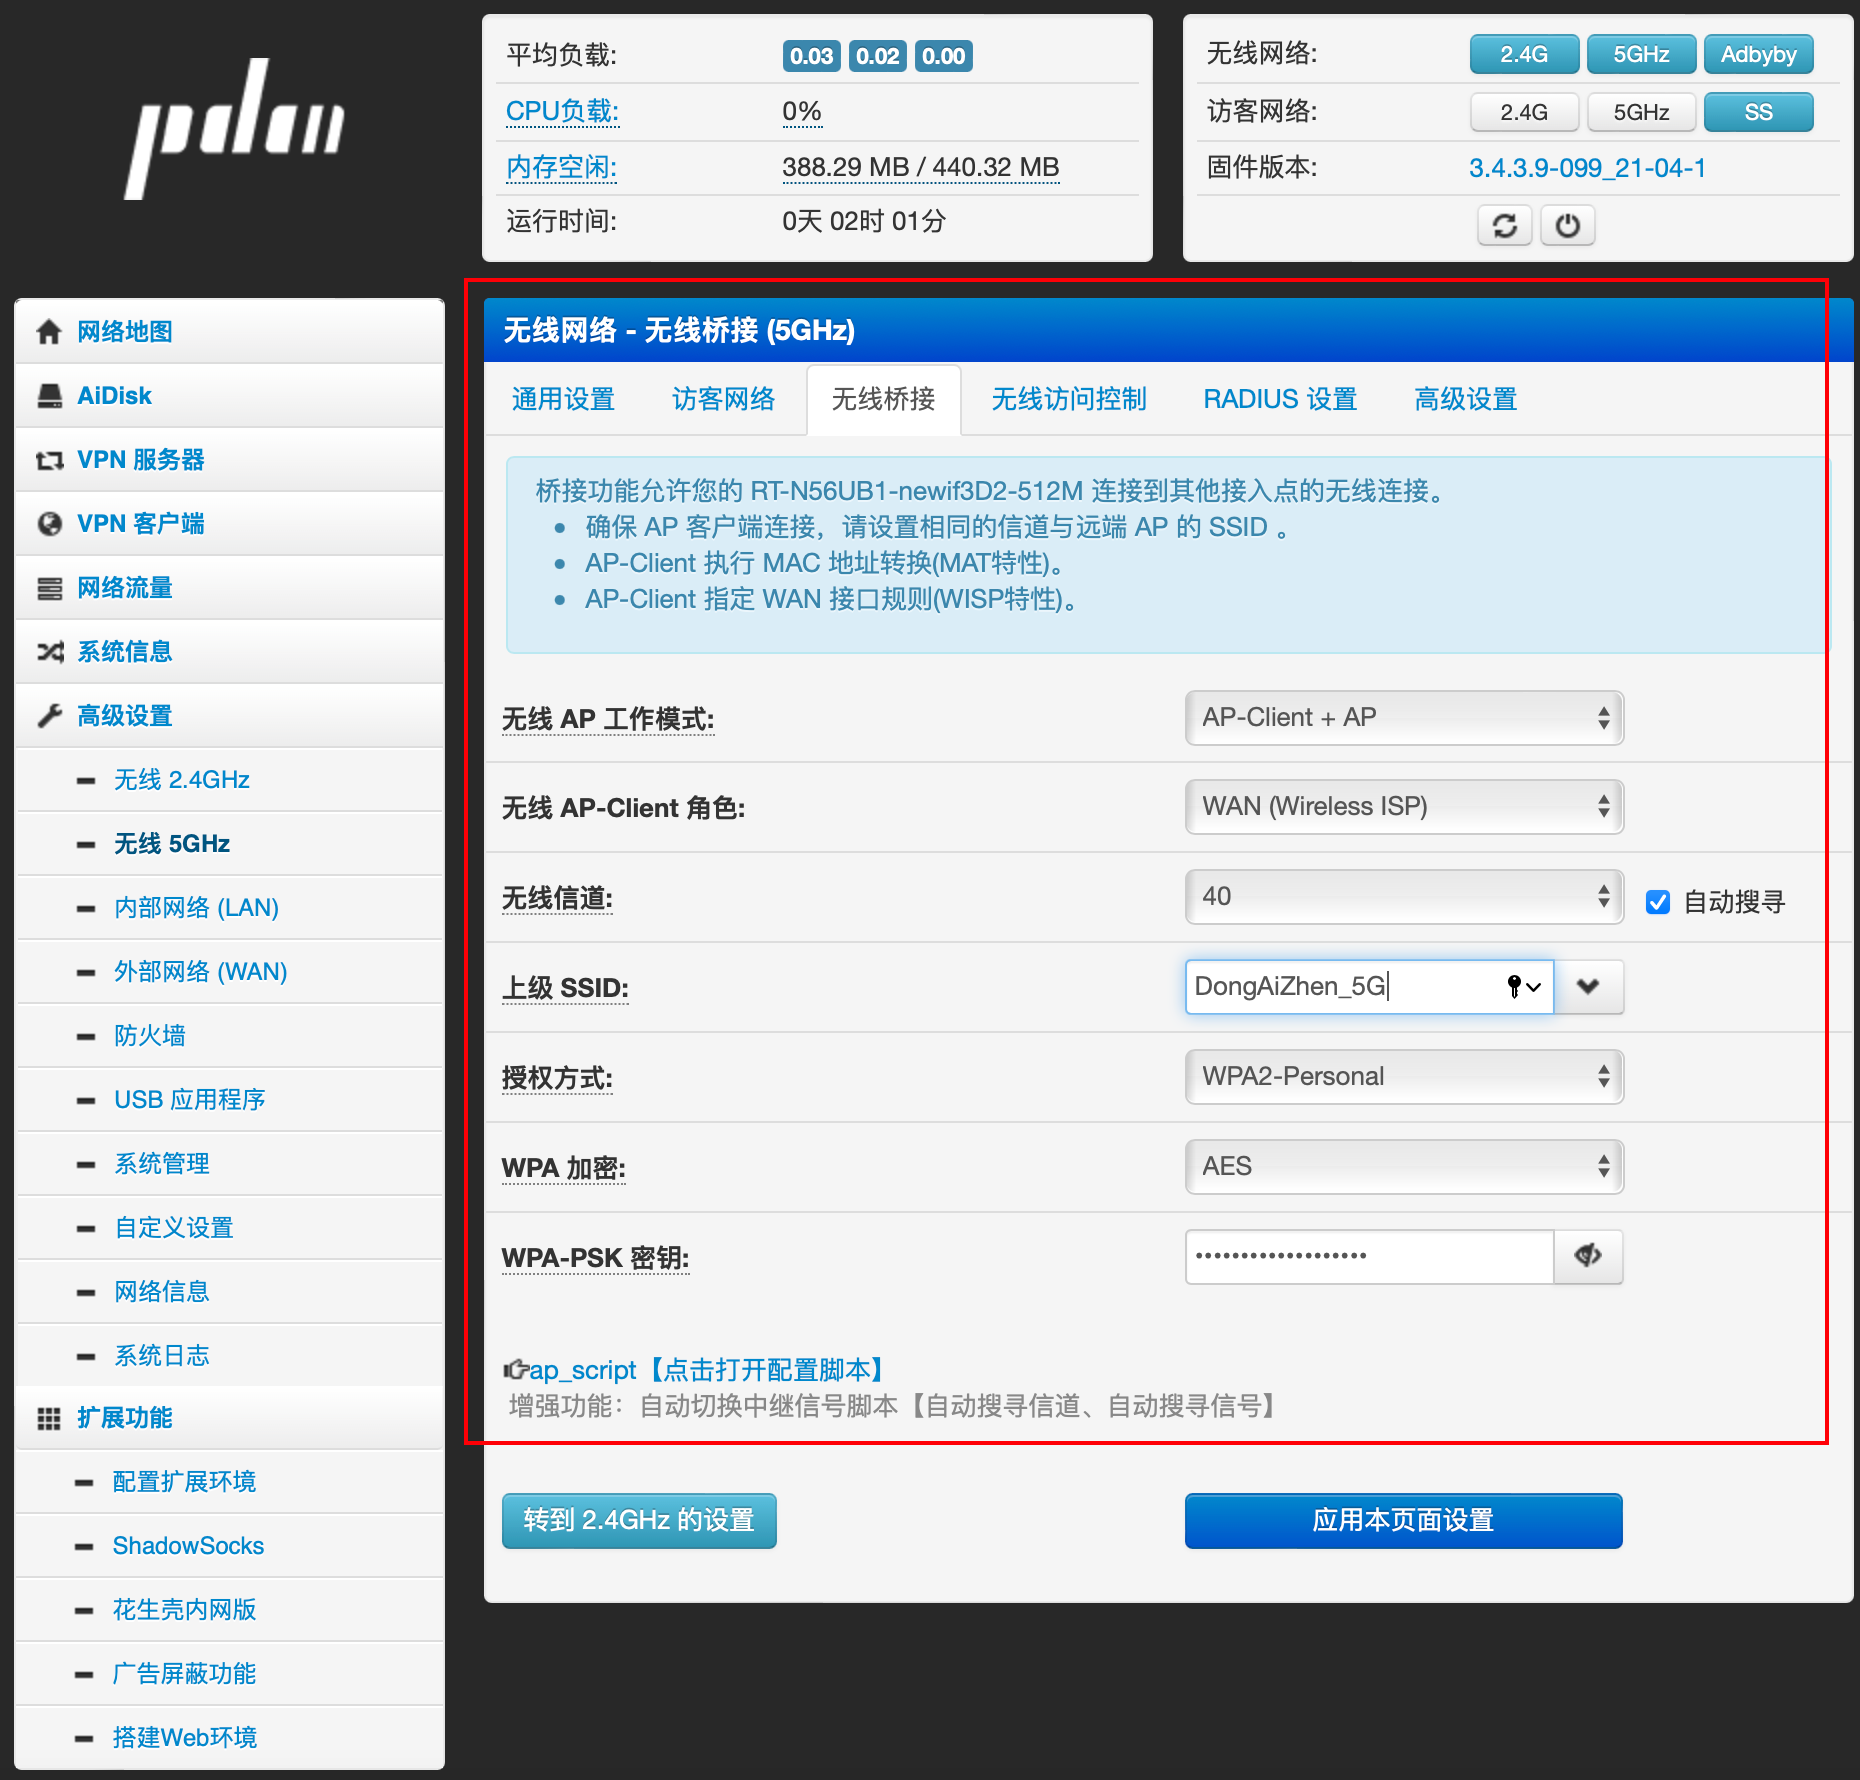 pdcn
平均负载: 0.03 0.02 0.00
CPU负载: 0%
内存空闲: 388.29 MB / 440.32 MB
运行时间: 0天 02时 01分
无线网络: 2.4G 5GHz Adbyby
访客网络: 2.4G 5GHz SS
固件版本: 3.4.3.9-099_21-04-1
网络地图
AiDisk
VPN 服务器
VPN 客户端
网络流量
系统信息
高级设置
无线 2.4GHz
无线 5GHz
内部网络 (LAN)
外部网络 (WAN)
防火墙
USB 应用程序
系统管理
自定义设置
网络信息
系统日志
扩展功能
配置扩展环境
ShadowSocks
花生壳内网版
广告屏蔽功能
搭建Web环境
无线网络 - 无线桥接 (5GHz)
通用设置 访客网络 无线桥接 无线访问控制 RADIUS 设置 高级设置
桥接功能允许您的 RT-N56UB1-newif3D2-512M 连接到其他接入点的无线连接。
确保 AP 客户端连接，请设置相同的信道与远端 AP 的 SSID 。
AP-Client 执行 MAC 地址转换(MAT特性)。
AP-Client 指定 WAN 接口规则(WISP特性)。
无线 AP 工作模式: AP-Client + AP
无线 AP-Client 角色: WAN (Wireless ISP)
无线信道: 40 自动搜寻
上级 SSID: DongAiZhen_5G
授权方式: WPA2-Personal
WPA 加密: AES
WPA-PSK 密钥: •••••••••••••••••••
ap_script【点击打开配置脚本】
增强功能：自动切换中继信号脚本【自动搜寻信道、自动搜寻信号】
转到 2.4GHz 的设置 应用本页面设置